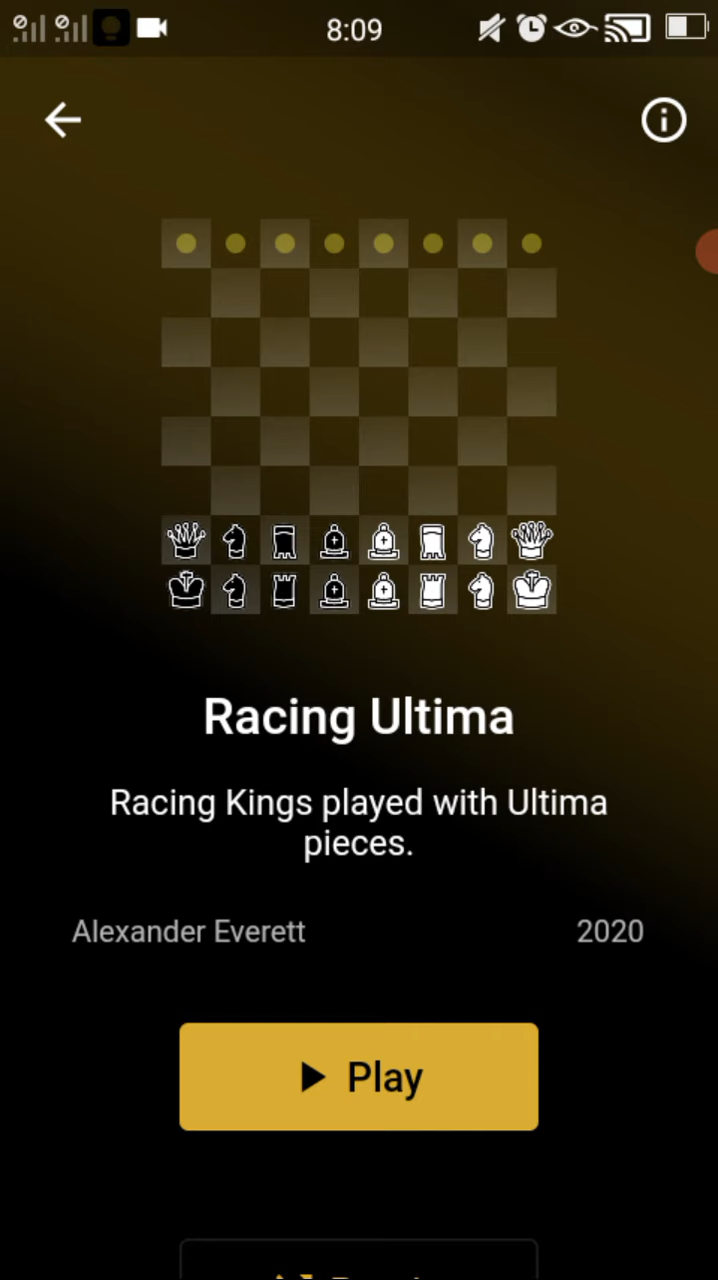 8:09
Racing Ultima
Racing Kings played with Ultima
pieces.
Alexander Everett
2020
Play